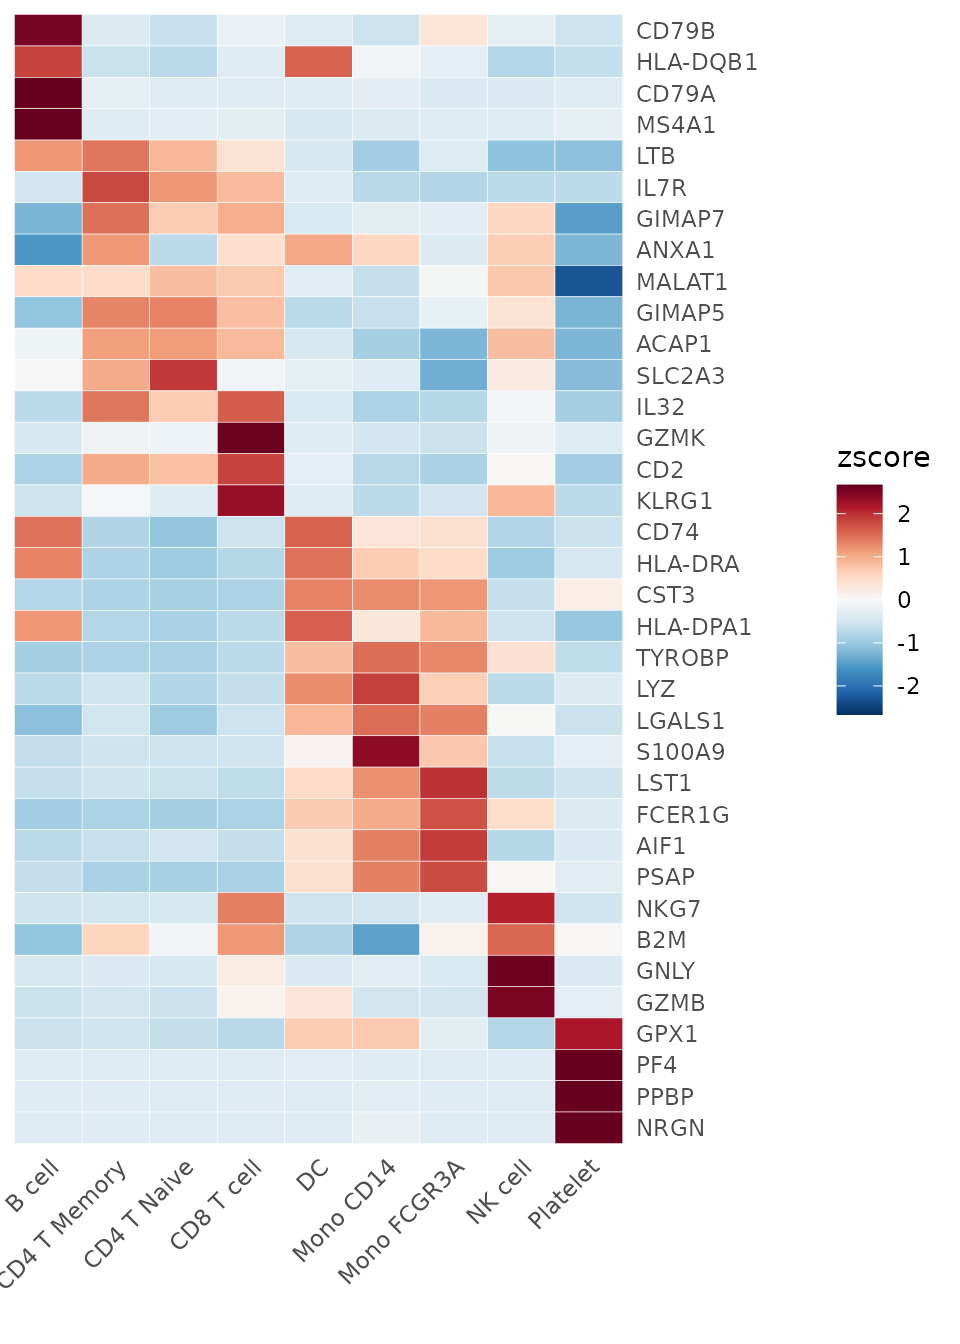 CD79B
HLA-DQB1
CD79A
MS4A1
LTB
IL7R
GIMAP7
ANXA1
MALAT1
GIMAP5
ACAP1
SLC2A3
IL32
GZMK
CD2
KLRG1
CD74
HLA-DRA
CST3
HLA-DPA1
TYROBP
LYZ
LGALS1
S100A9
LST1
FCER1G
AIF1
PSAP
NKG7
B2M
GNLY
GZMB
GPX1
PF4
PPBP
NRGN
B cell
CD4 T Memory
CD4 T Naive
CD8 T cell
DC
Mono CD14
Mono FCGR3A
NK cell
Platelet
zscore
2
1
0
-1
-2